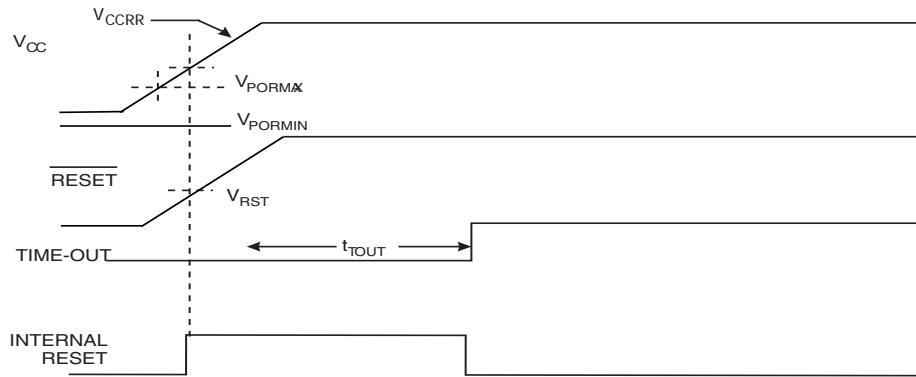 VCCRR
VCC
VPORMAX
VPORMIN
RESET
VRST
tTOUT
TIME-OUT
INTERNAL
RESET